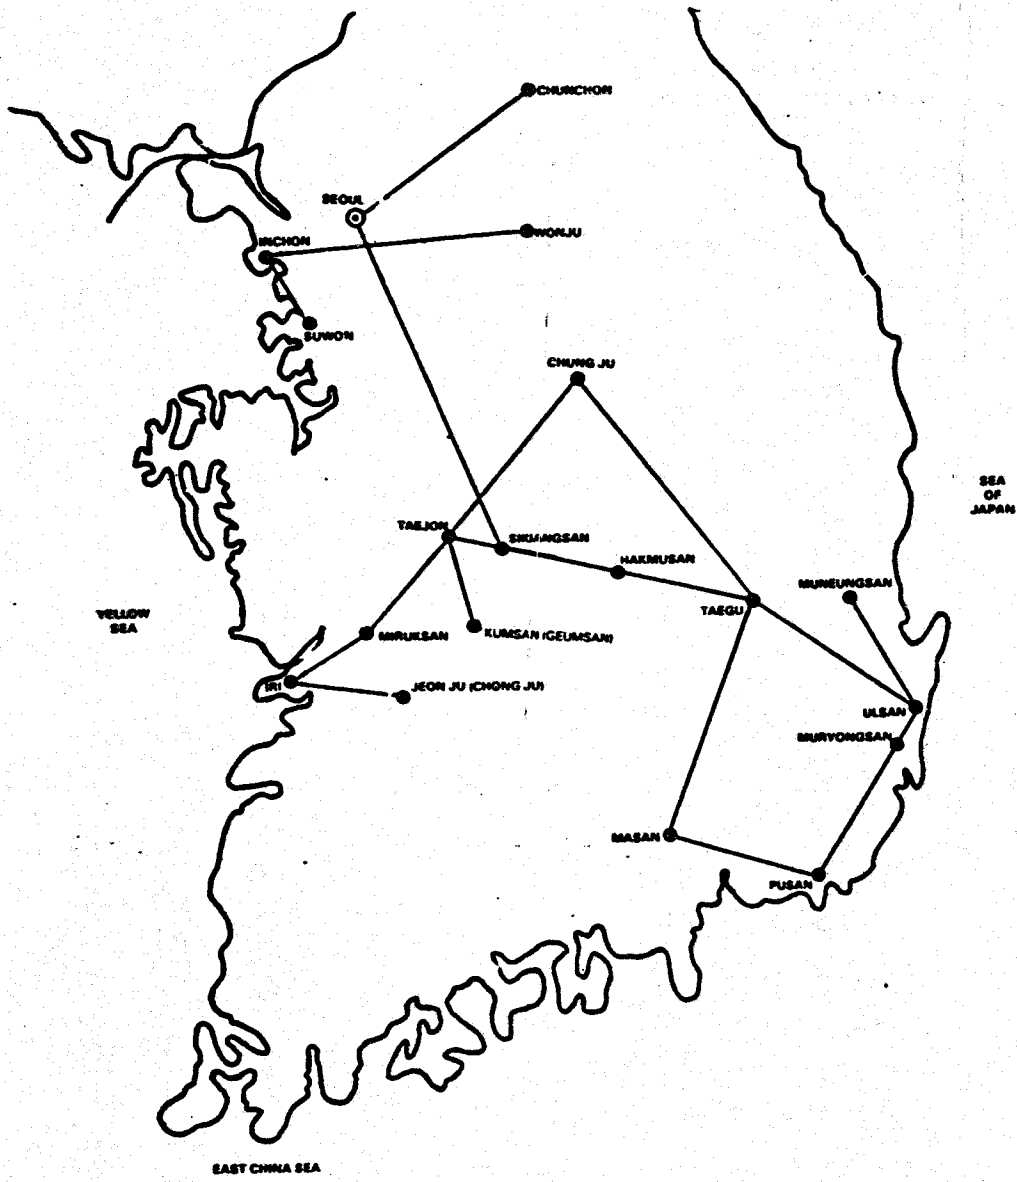 CHUNCHON
SEOUL
INCHON
WONJU
SUWON
CHUNG JU
SEA
OF
JAPAN
TAEJON
HAKMUSAN
MUNEUNGSAN
TAEGU
YELLOW
SEA
MIRUKSAN
KUMSAN (GEUMSAN)
IRI
JEON JU (CHONG JU)
ULSAN
MURYONGSAN
MASAN
PUSAN
EAST CHINA SEA